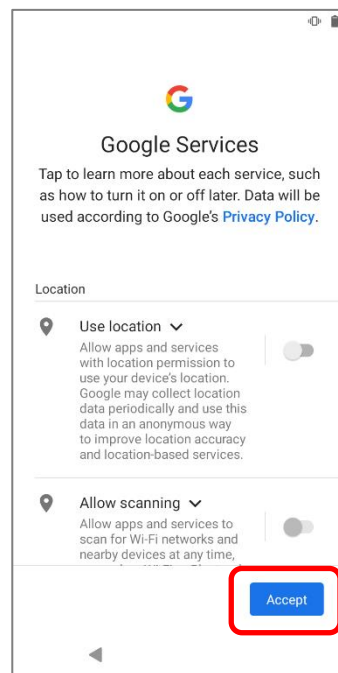 Google Services
Tap to learn more about each service, such
as how to turn it on or off later. Data will be
used according to Google's Privacy Policy.
Location
Use location
Allow apps and services
with location permission to
use your device's location.
Google may collect location
data periodically and use this
data in an anonymous way
to improve location accuracy
and location-based services.
Allow scanning
Allow apps and services to
scan for Wi-Fi networks and
nearby devices at any time,
Accept